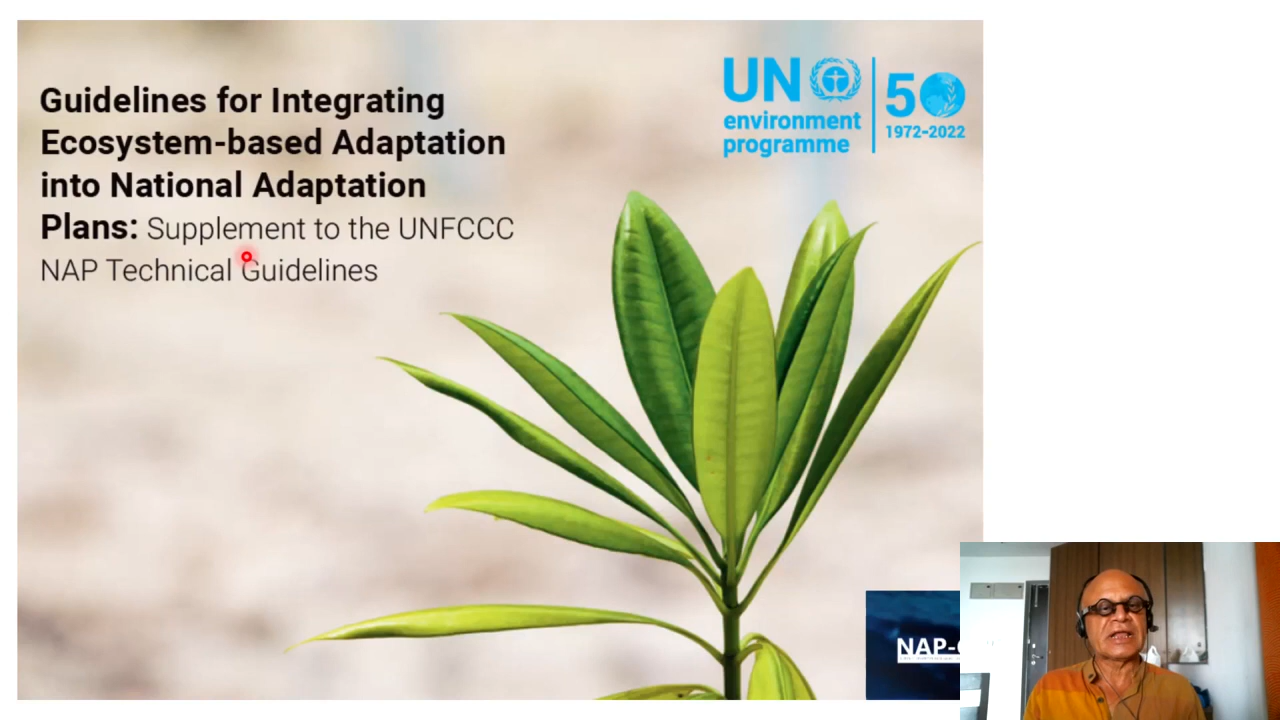 Guidelines for Integrating
Ecosystem-based Adaptation
into National Adaptation
Plans: Supplement to the UNFCCC
NAP Technical Guidelines
UN
environment
programme
50
1972-2022